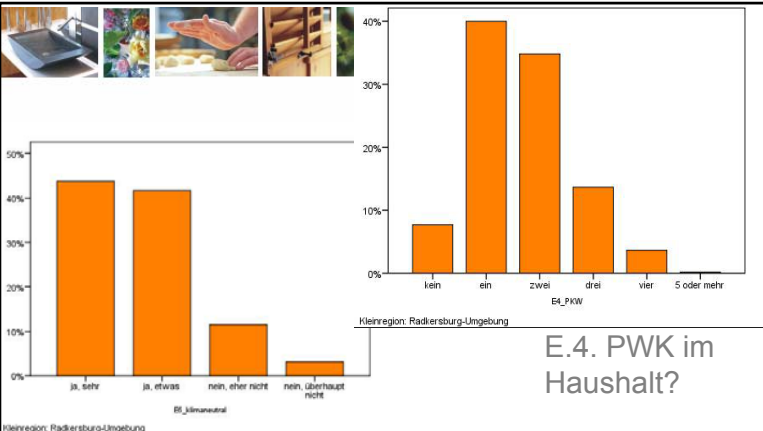 50%
40%
30%
20%
10%
0%
ja, sehr
ja, etwas
nein, eher nicht
nein, überhaupt
nicht
klimaneutral
Kleinregion: Radkersburg-Umgebung
40%
30%
20%
10%
0%
kein
ein
zwei
drei
vier
5 oder mehr
E4_PKW
Kleinregion: Radkersburg-Umgebung
E.4. PWK im
Haushalt?